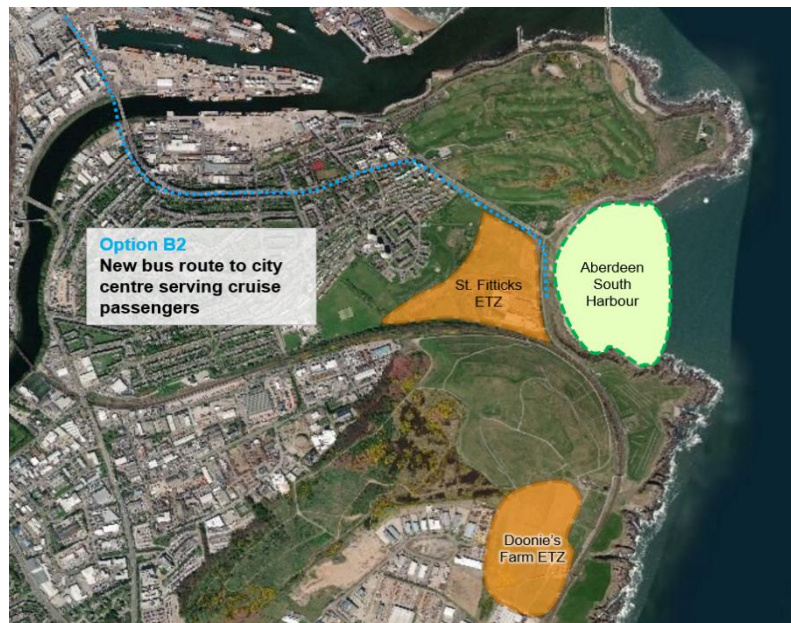 Option B2
New bus route to city
centre serving cruise
passengers
St. Fitticks
ETZ
Aberdeen
South
Harbour
Doonie's
Farm ETZ